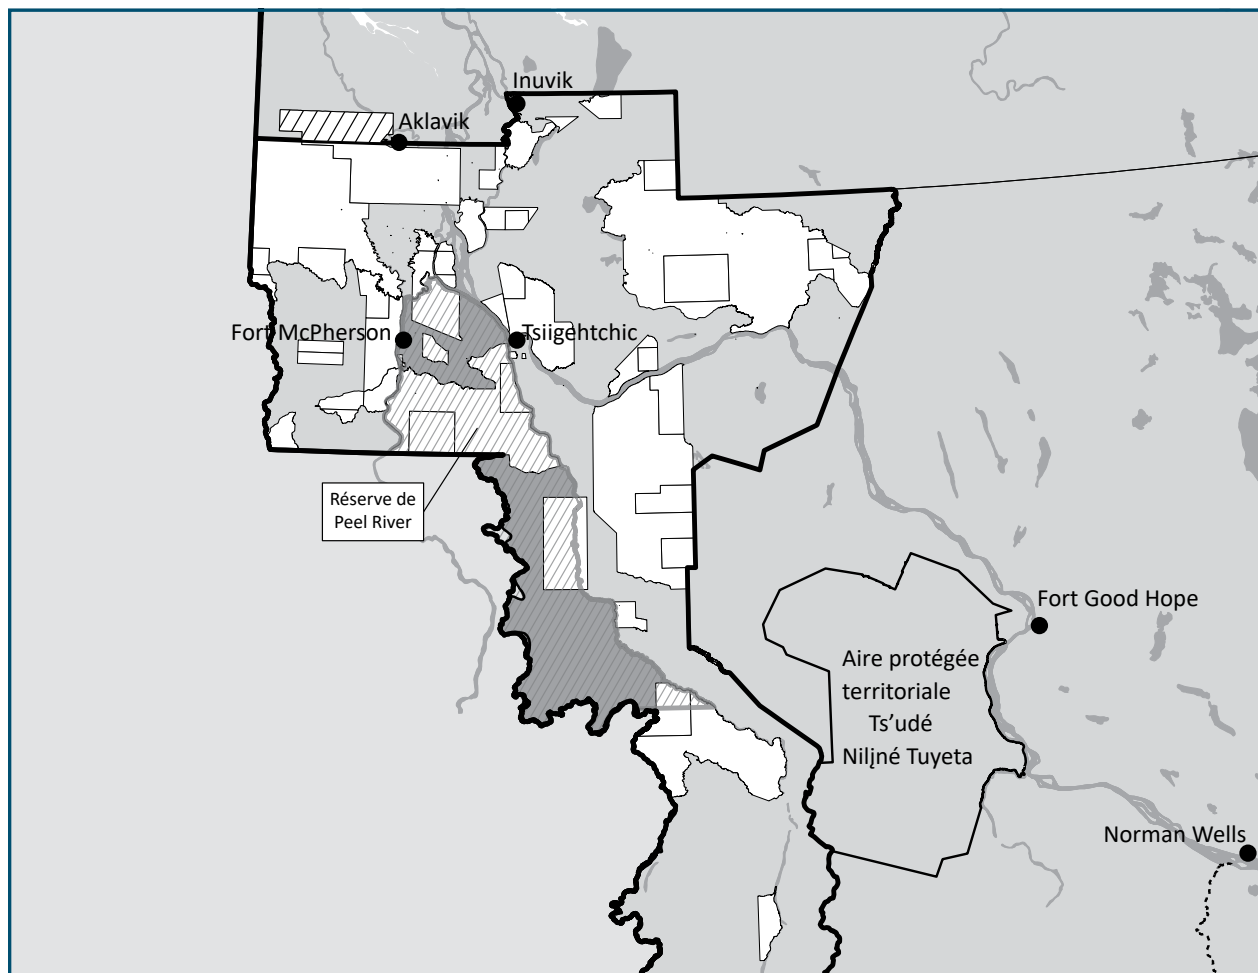 Inuvik
Aklavik
Fort McPherson
Tsiigehtchic
Réserve de
Peel River
Fort Good Hope
Aire protégée
territoriale
Ts’udé
Nilįné Tuyeta
Norman Wells